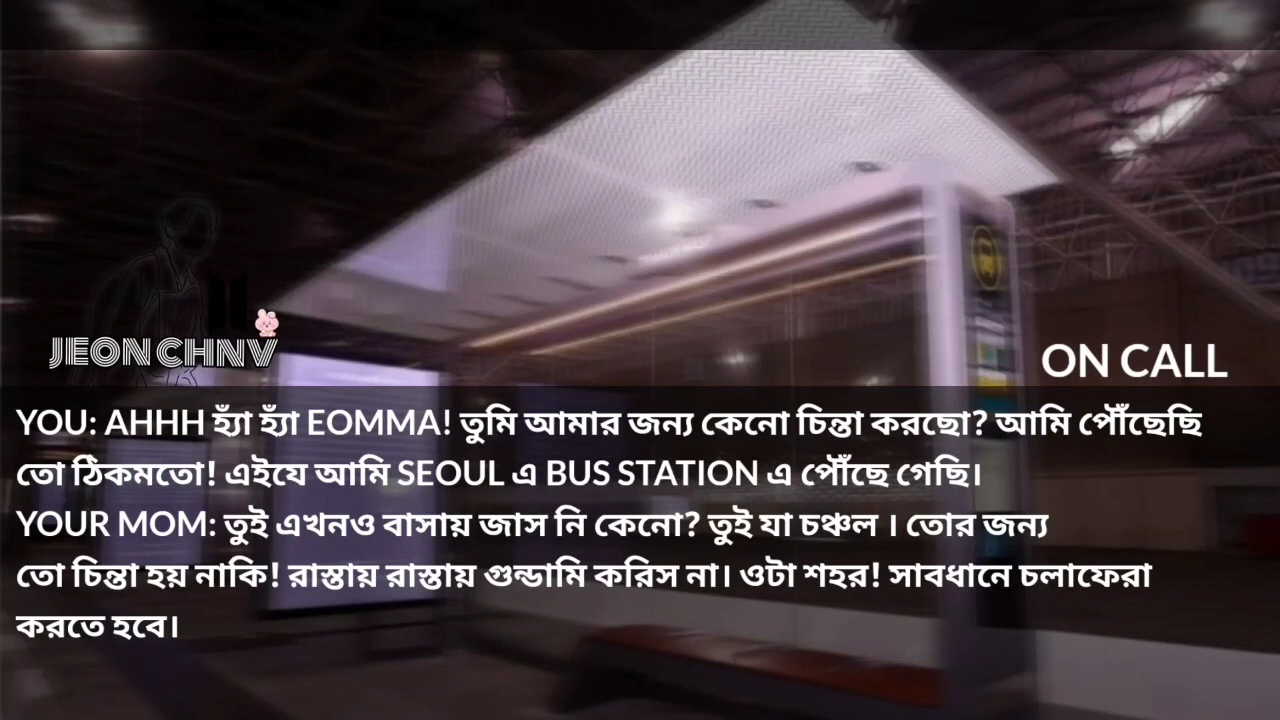 JEON CHNV
ON CALL
YOU: AHHH হ্যাঁ হ্যাঁ EOMMA! তুমি আমার জন্য কেনো চিন্তা করছো? আমি পৌঁছেছি
তো ঠিকমতো! এইযে আমি SEOUL এ BUS STATION এ পৌঁছে গেছি।
YOUR MOM: তুই এখনও বাসায় জাস নি কেনো? তুই যা চঞ্চল । তোর জন্য
তো চিন্তা হয় নাকি! রাস্তায় রাস্তায় গুন্ডামি করিস না। ওটা শহর! সাবধানে চলাফেরা
করতে হবে।